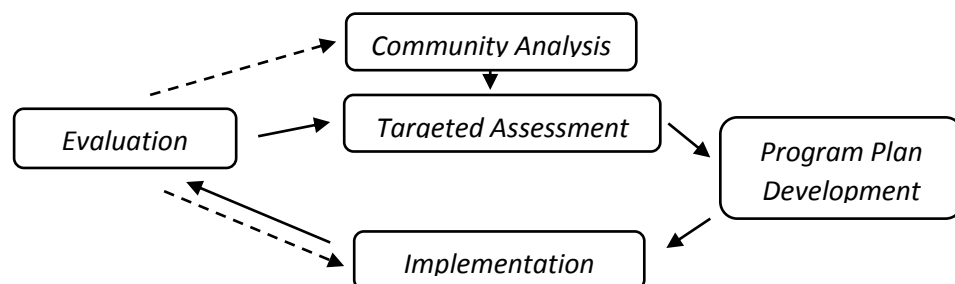 Community Analysis
Targeted Assessment
Evaluation
Program Plan
Development
Implementation